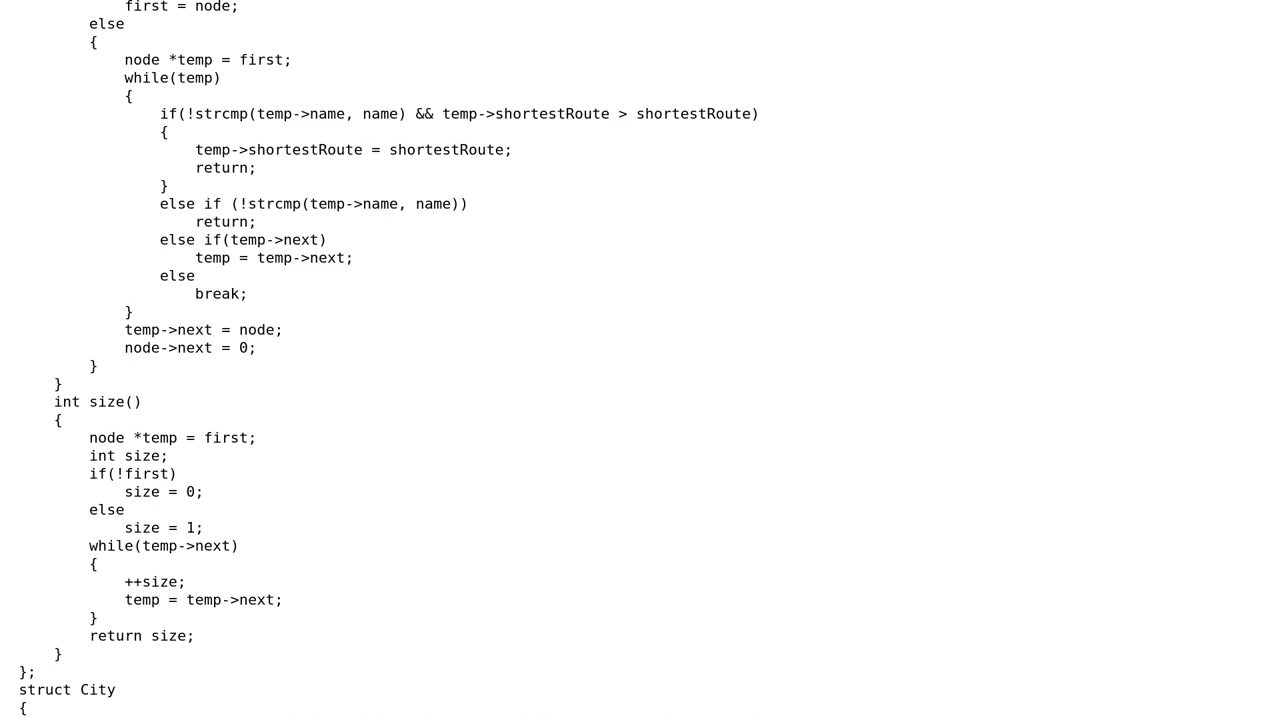 first = node;
        else
        {
            node *temp = first;
            while(temp)
            {
                if(!strcmp(temp->name, name) && temp->shortestRoute > shortestRoute)
                {
                    temp->shortestRoute = shortestRoute;
                    return;
                }
                else if (!strcmp(temp->name, name))
                    return;
                else if(temp->next)
                    temp = temp->next;
                else
                    break;
            }
            temp->next = node;
            node->next = 0;
        }
    }
    int size()
    {
        node *temp = first;
        int size;
        if(!first)
            size = 0;
        else
            size = 1;
        while(temp->next)
        {
            ++size;
            temp = temp->next;
        }
        return size;
    }
};
struct City
{